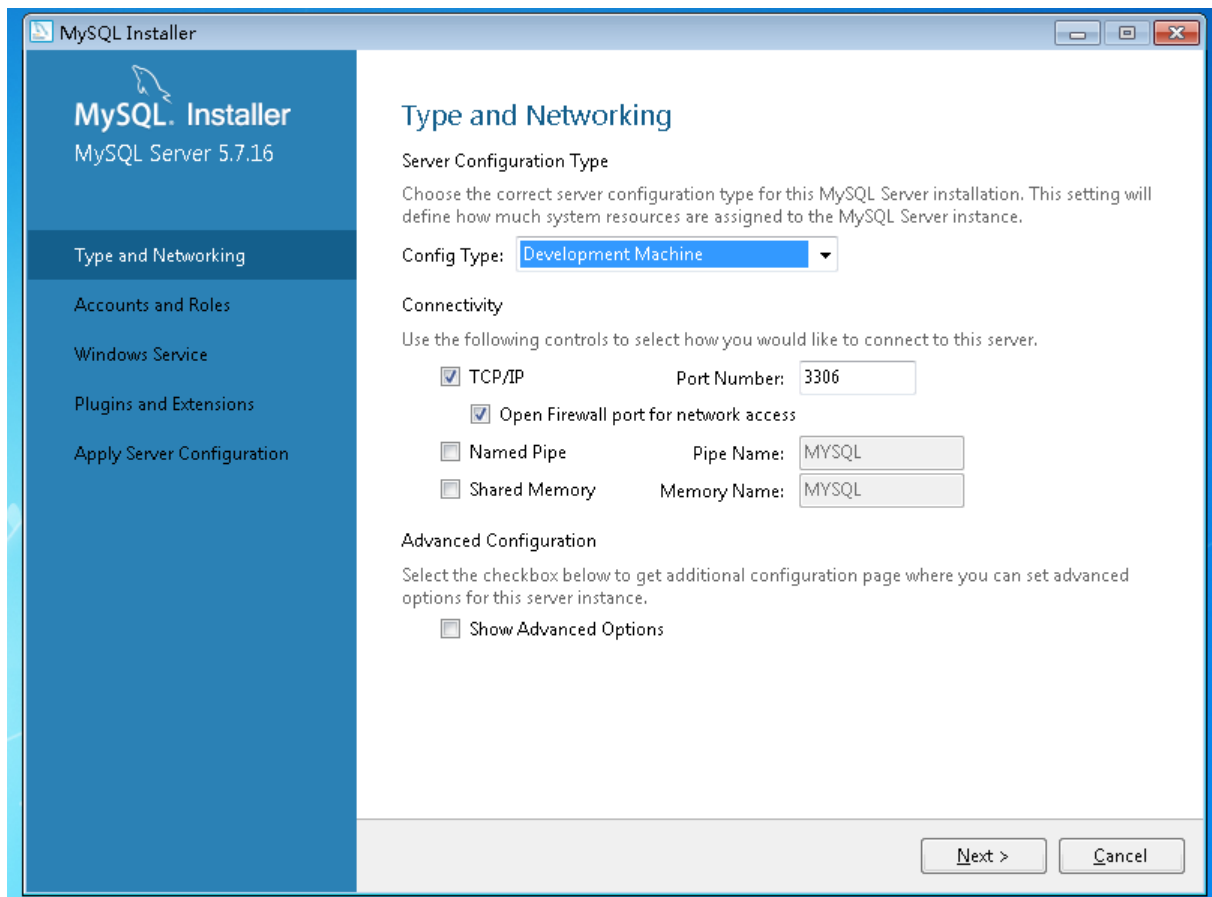 MySQL Installer
MySQL. Installer
MySQL Server 5.7.16
Type and Networking
Accounts and Roles
Windows Service
Plugins and Extensions
Apply Server Configuration
Type and Networking
Server Configuration Type
Choose the correct server configuration type for this MySQL Server installation. This setting will
define how much system resources are assigned to the MySQL Server instance.
Config Type: Development Machine
Connectivity
Use the following controls to select how you would like to connect to this server.
TCP/IP Port Number: 3306
Open Firewall port for network access
Named Pipe Pipe Name: MYSQL
Shared Memory Memory Name: MYSQL
Advanced Configuration
Select the checkbox below to get additional configuration page where you can set advanced
options for this server instance.
Show Advanced Options
Next > Cancel